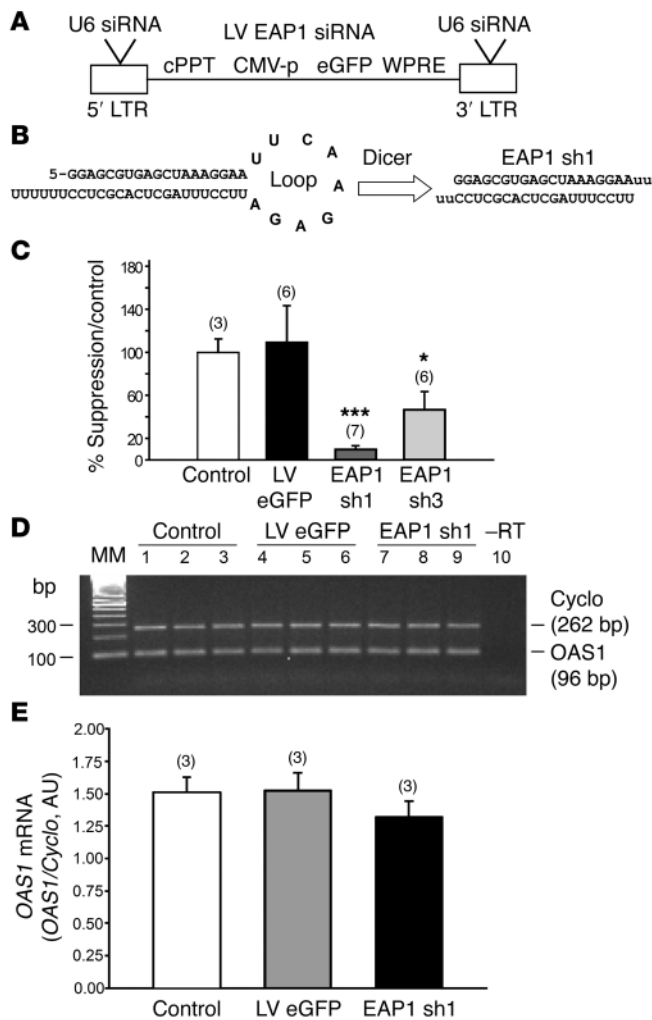 A
U6 siRNA LV EAP1 siRNA U6 siRNA
cPPT CMV-p eGFP WPRE
5′ LTR 3′ LTR
B
5-GGAGCGUGAGCUAAAGGAA
UUUUUUCCUCGCACUCGAUUUCCUU
U U C A A G A G A
Loop
Dicer
EAP1 sh1
GGAGCGUGAGCUAAAGGAAuu
uuCCUCGCACUCGAUUUCCUU
C
% Suppression/control
180
140
100
60
20
0
(3) (6) *** (7) * (6)
Control LV eGFP EAP1 sh1 EAP1 sh3
D
Control LV eGFP EAP1 sh1 –RT
MM 1 2 3 4 5 6 7 8 9 10
bp
300
100
Cyclo
(262 bp)
OAS1
(96 bp)
E
OAS1 mRNA
(OAS1/Cyclo, AU)
2.00
1.75
1.50
1.25
1.00
0.75
0.50
0.25
0.00
(3) (3) (3)
Control LV eGFP EAP1 sh1